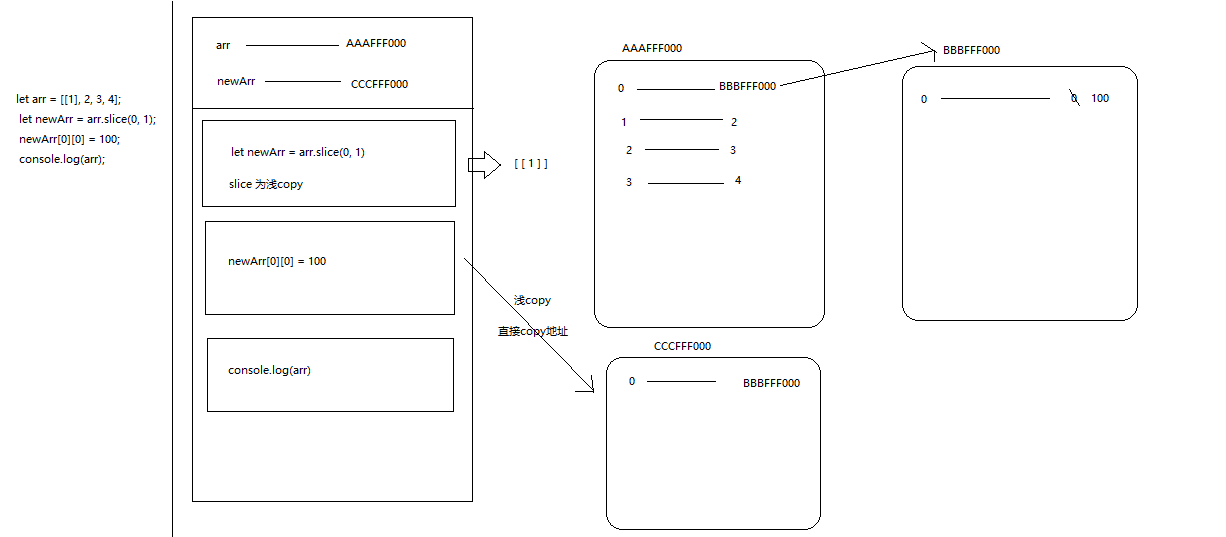 let arr = [[1], 2, 3, 4];
let newArr = arr.slice(0, 1);
newArr[0][0] = 100;
console.log(arr);
arr AAAFFF000
newArr CCCFFF000
let newArr = arr.slice(0, 1)
slice 为浅copy
[ [ 1 ] ]
newArr[0][0] = 100
console.log(arr)
浅copy
直接copy地址
AAAFFF000
0 BBBFFF000
1 2
2 3
3 4
BBBFFF000
0 0 100
CCCFFF000
0 BBBFFF000